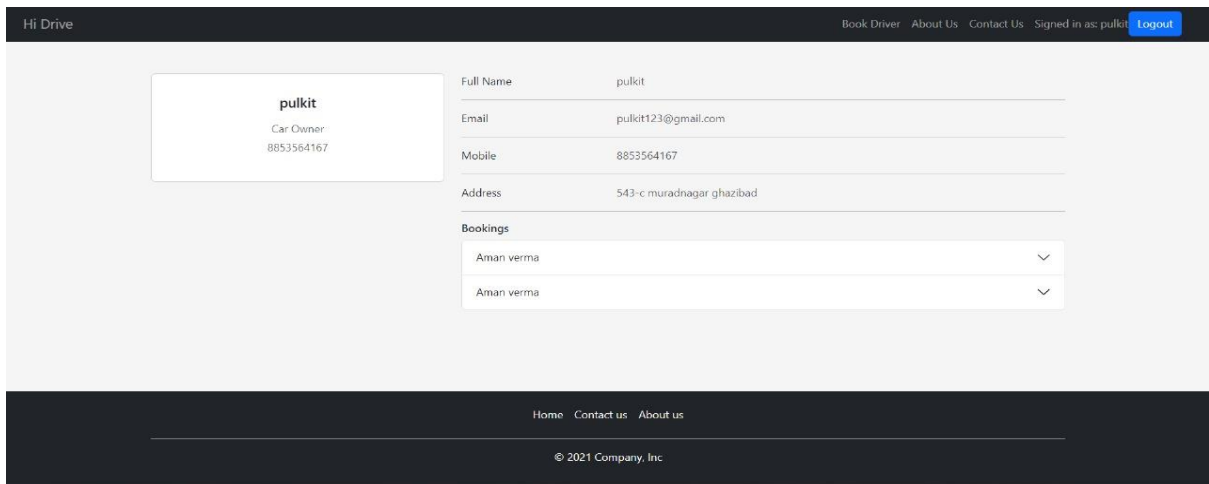 Hi Drive Book Driver About Us Contact Us Signed in as: pulkit Logout
pulkit
Car Owner
8853564167
Full Name pulkit
Email pulkit123@gmail.com
Mobile 8853564167
Address 543-c muradnagar ghazibad
Bookings
Aman verma
Aman verma
Home Contact us About us
© 2021 Company, Inc